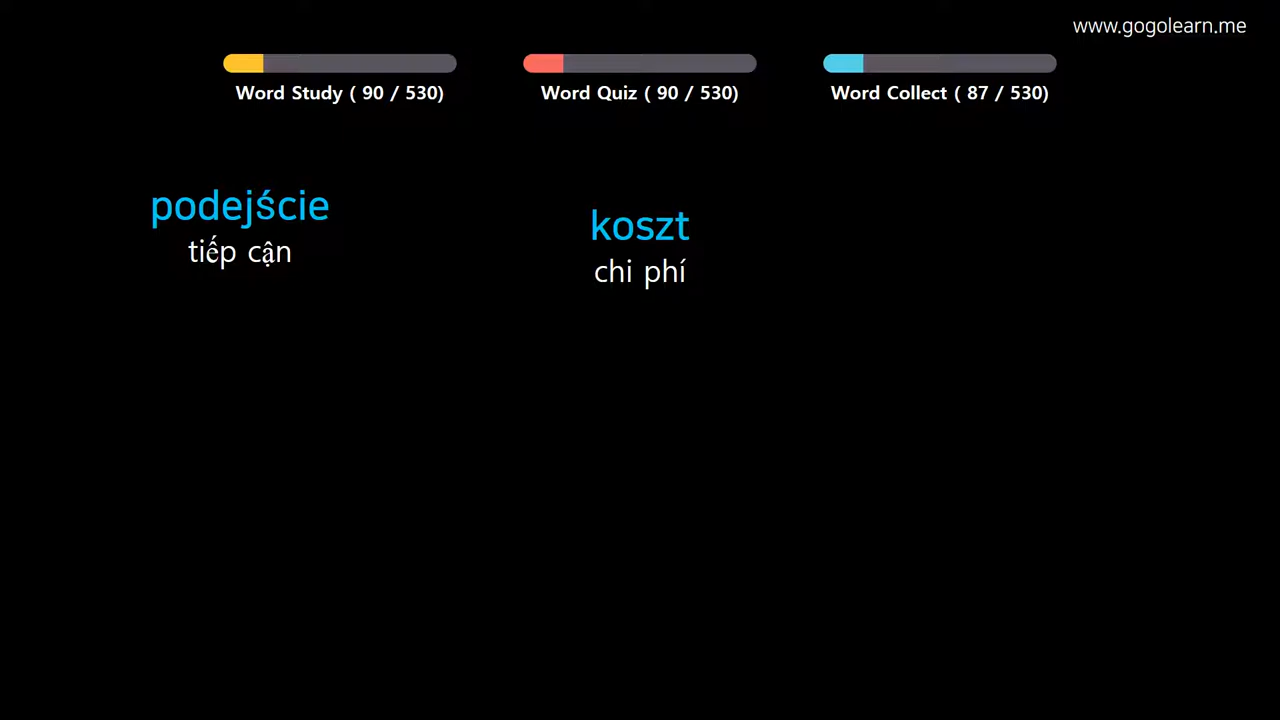 www.gogolearn.me
Word Study ( 90 / 530)
Word Quiz ( 90 / 530)
Word Collect ( 87 / 530)
podejście
tiếp cận
koszt
chi phí